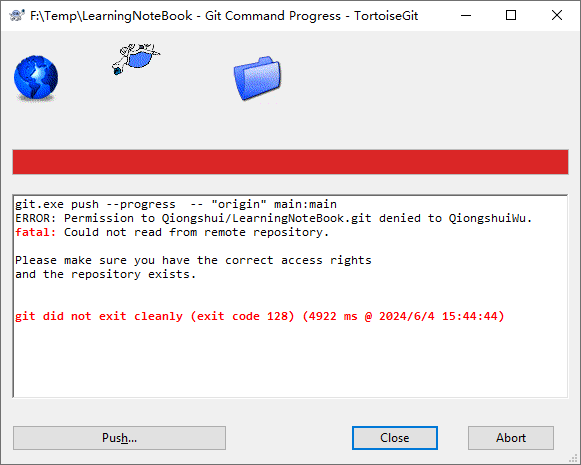 F:\Temp\LearningNoteBook - Git Command Progress - TortoiseGit
git.exe push --progress  -- "origin" main:main
ERROR: Permission to Qiongshui/LearningNoteBook.git denied to QiongshuiWu.
fatal: Could not read from remote repository.
Please make sure you have the correct access rights
and the repository exists.
git did not exit cleanly (exit code 128) (4922 ms @ 2024/6/4 15:44:44)
Push...
Close
Abort